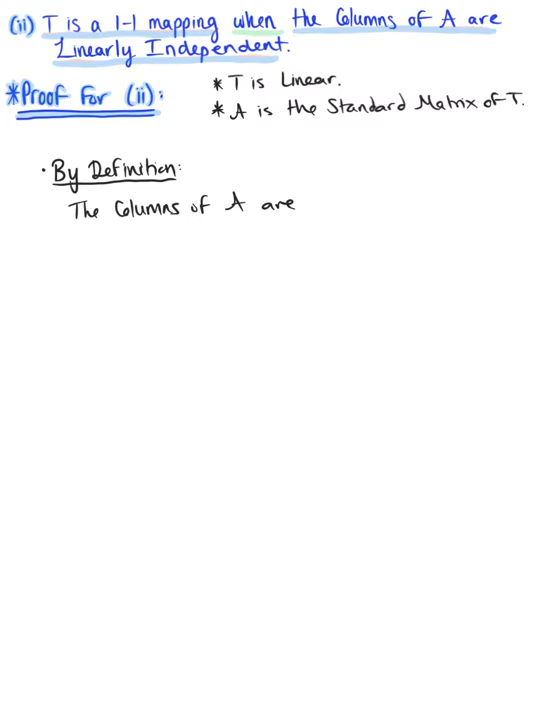 (ii) T is a 1-1 mapping when the Columns of A are
Linearly Independent.
*Proof For (ii):
* T is Linear.
* A is the Standard Matrix of T.
• By Definition:
The Columns of A are